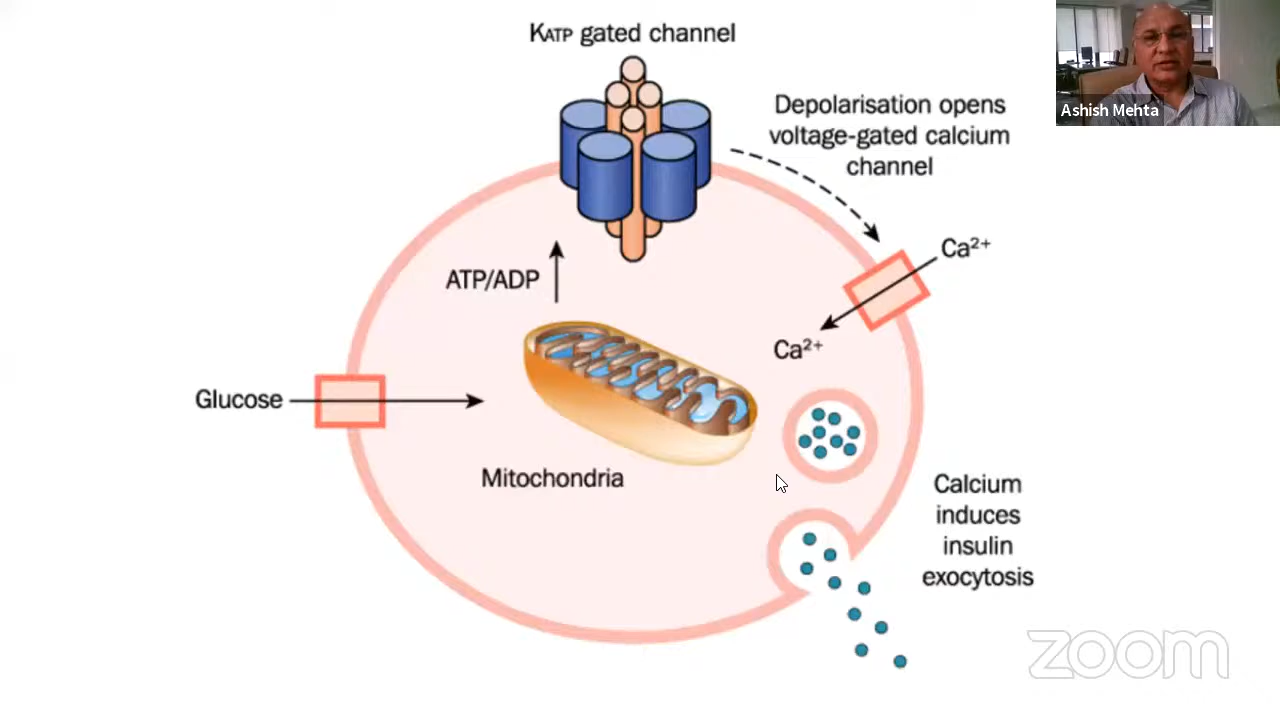 KATP gated channel
Ashish Mehta
Depolarisation opens
voltage-gated calcium
channel
Ca²⁺
ATP/ADP
Ca²⁺
Glucose
Mitochondria
Calcium
induces
insulin
exocytosis
zoom